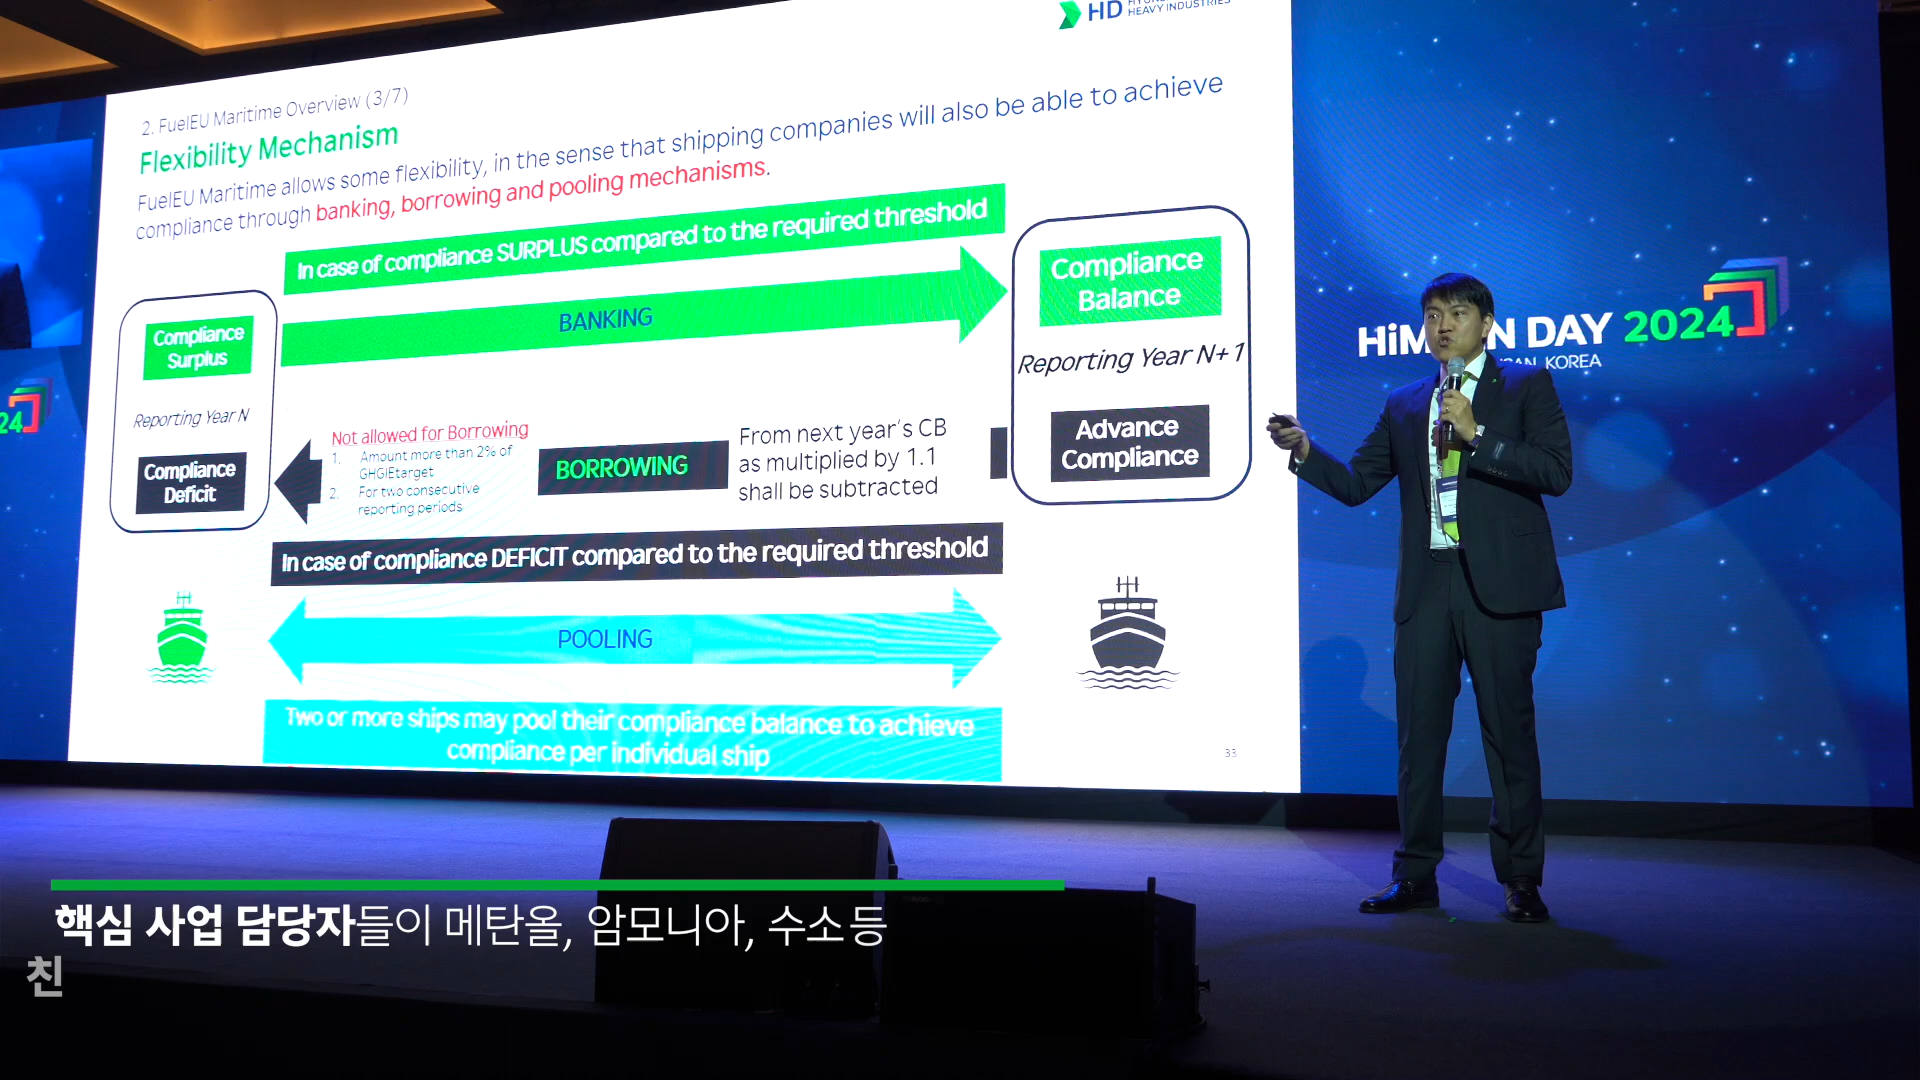 HD
HEAVY INDUSTRIES
2. FuelEU Maritime Overview (3/7)
Flexibility Mechanism
FuelEU Maritime allows some flexibility, in the sense that shipping companies will also be able to achieve
compliance through banking, borrowing and pooling mechanisms.
In case of compliance SURPLUS compared to the required threshold
BANKING
Compliance
Surplus
Reporting Year N
Compliance
Deficit
Compliance
Balance
Reporting Year N+1
Advance
Compliance
Not allowed for Borrowing
1. Amount more than 2% of
GHGIEtarget
2. For two consecutive
reporting periods
BORROWING
From next year's CB
as multiplied by 1.1
shall be subtracted
In case of compliance DEFICIT compared to the required threshold
POOLING
Two or more ships may pool their compliance balance to achieve
compliance per individual ship
33
HiM N DAY 2024
KOREA
24
핵심 사업 담당자들이 메탄올, 암모니아, 수소 등
친